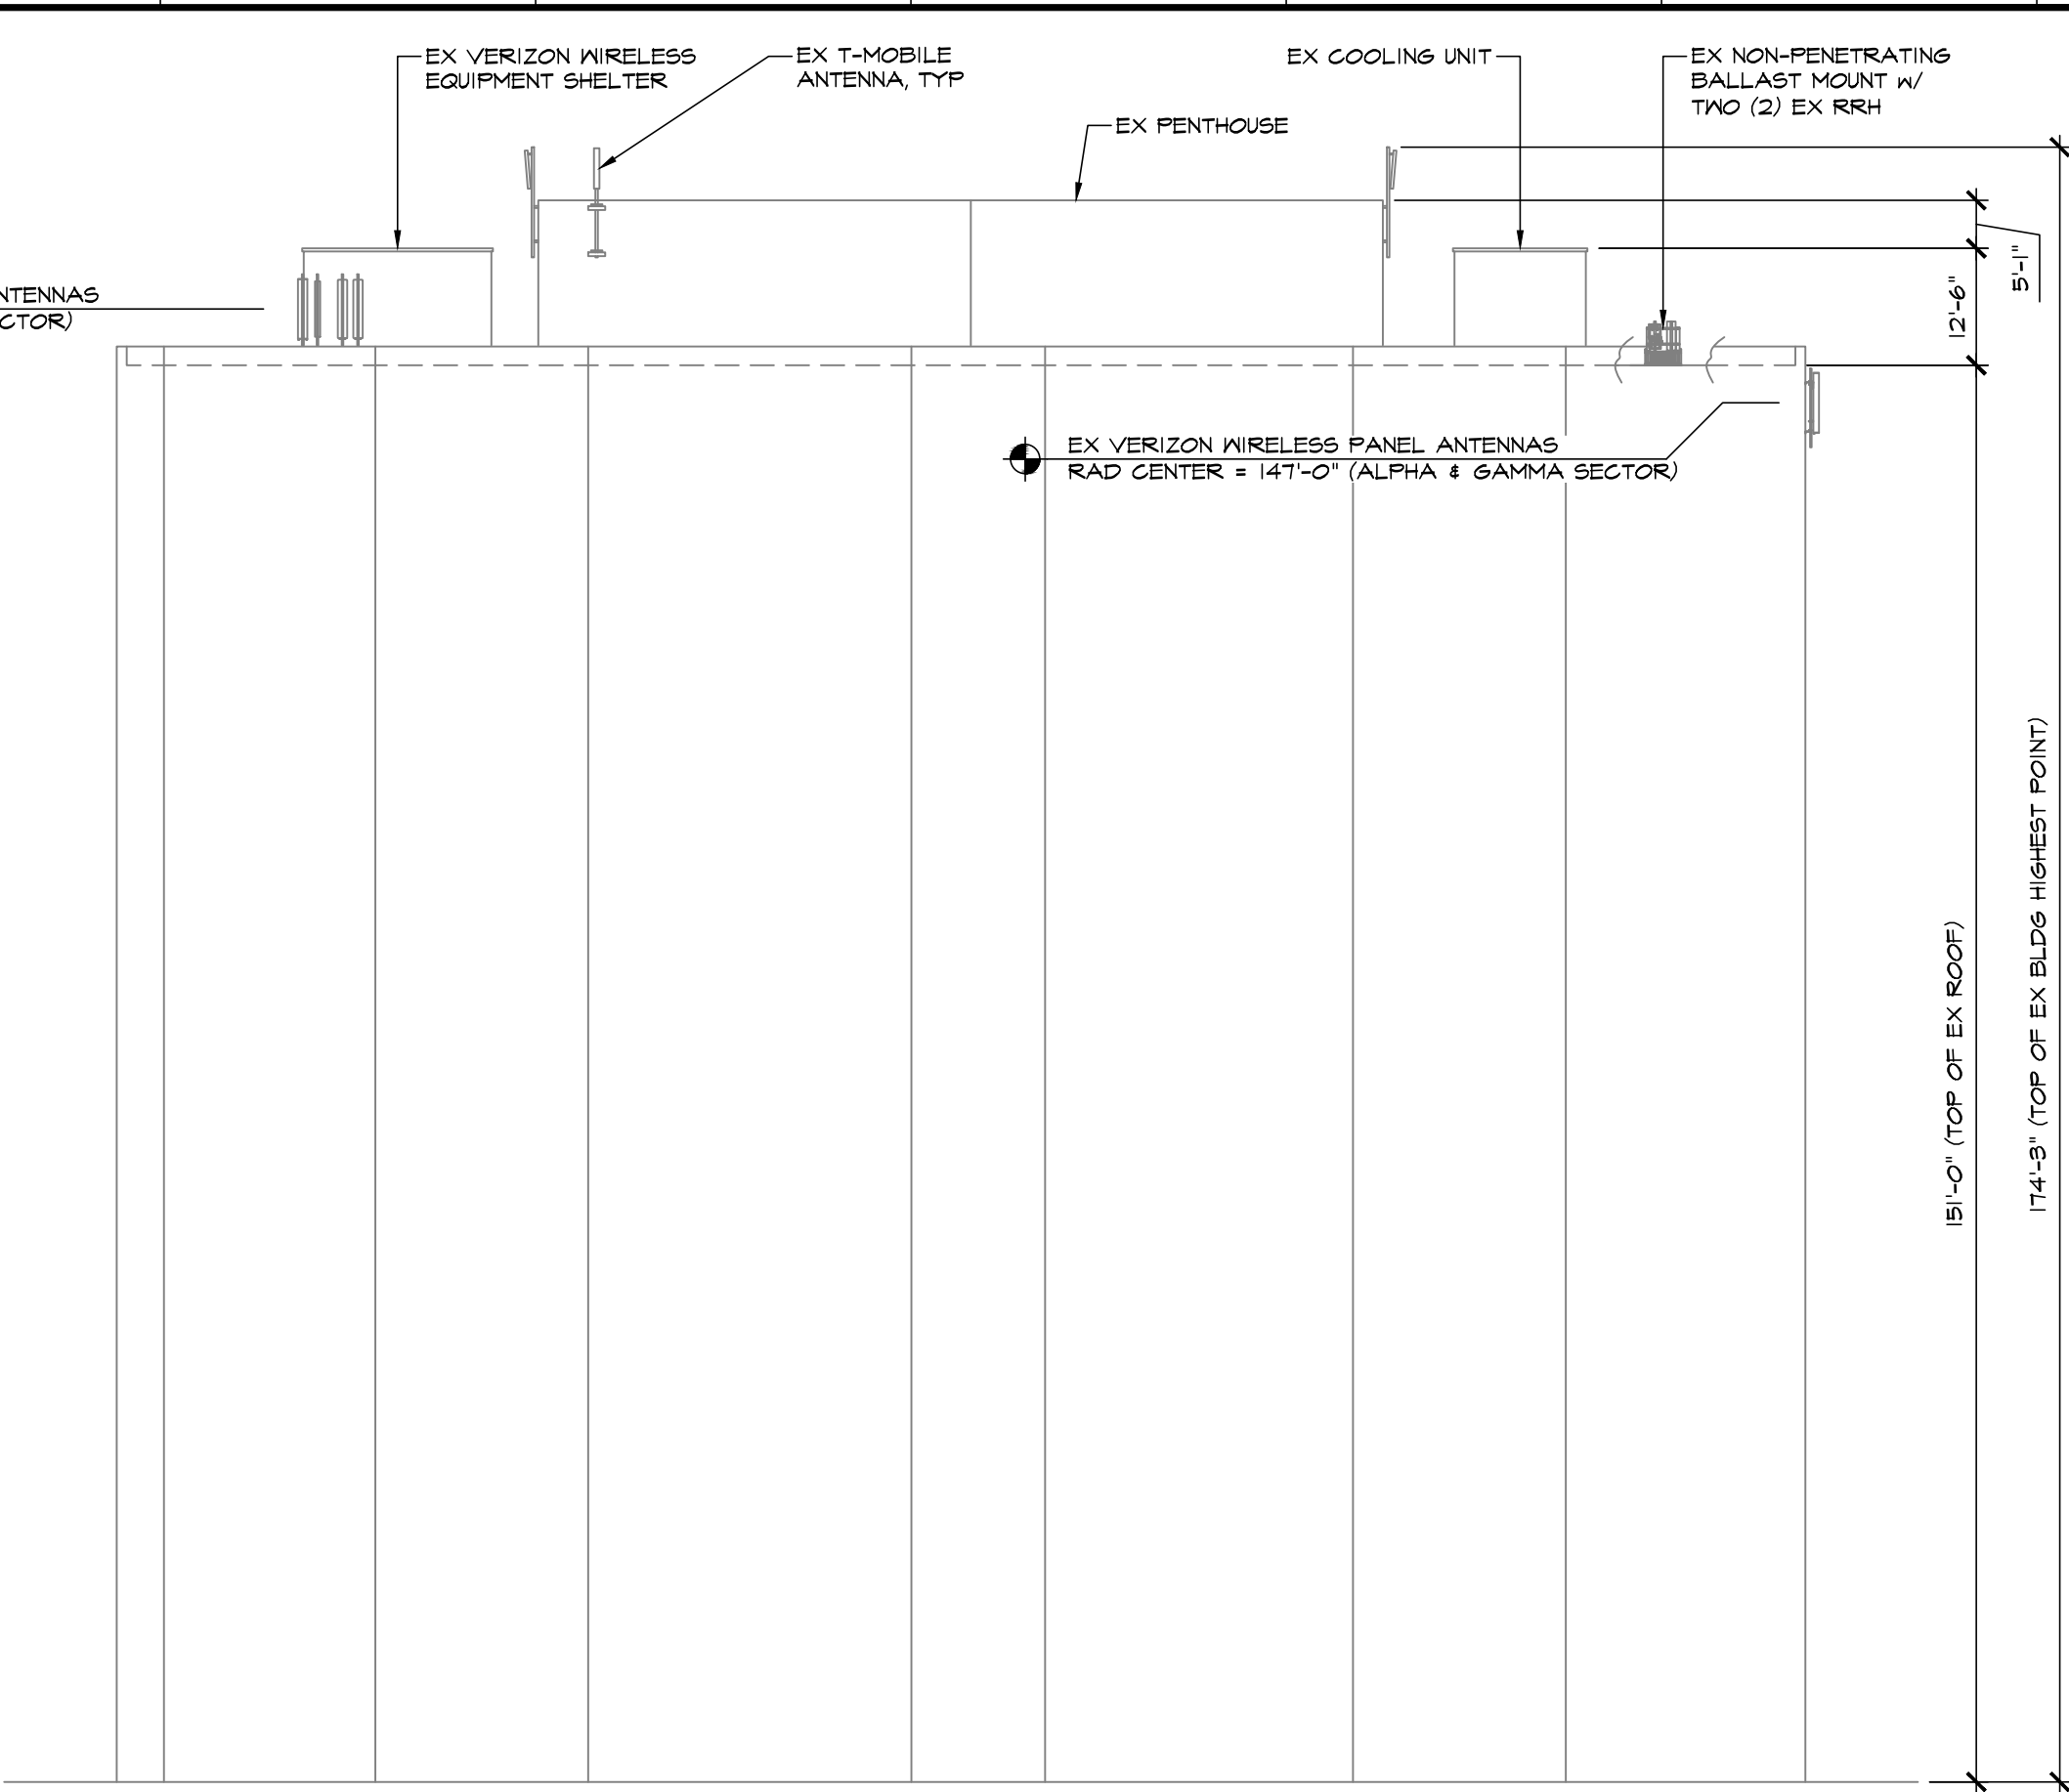 EX VERIZON WIRELESS
EQUIPMENT SHELTER
EX T-MOBILE
ANTENNA, TYP
EX COOLING UNIT
EX NON-PENETRATING
BALLAST MOUNT W/
TWO (2) EX RRH
EX PENTHOUSE
NTENNAS
CTOR)
5'-1"
12'-6"
EX VERIZON WIRELESS PANEL ANTENNAS
RAD CENTER = 147'-0" (ALPHA & GAMMA SECTOR)
151'-0" (TOP OF EX ROOF)
174'-3" (TOP OF EX BLDG HIGHEST POINT)